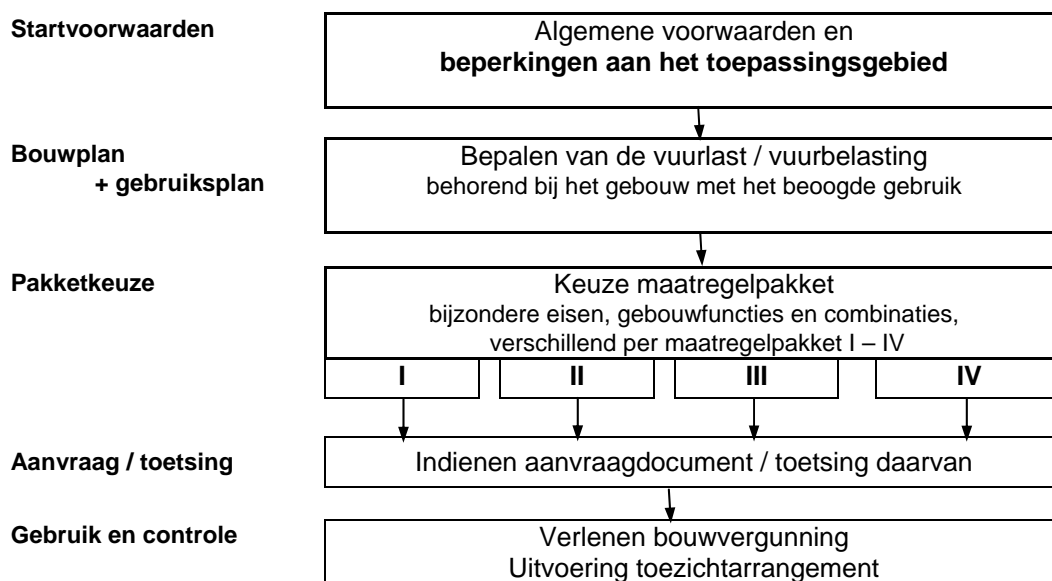 Startvoorwaarden
Algemene voorwaarden en
beperkingen aan het toepassingsgebied
Bouwplan
+ gebruiksplan
Bepalen van de vuurlast / vuurbelasting
behorend bij het gebouw met het beoogde gebruik
Pakketkeuze
Keuze maatregelpakket
bijzondere eisen, gebouwfuncties en combinaties,
verschillend per maatregelpakket I – IV
I II III IV
Aanvraag / toetsing
Indienen aanvraagdocument / toetsing daarvan
Gebruik en controle
Verlenen bouwvergunning
Uitvoering toezichtarrangement